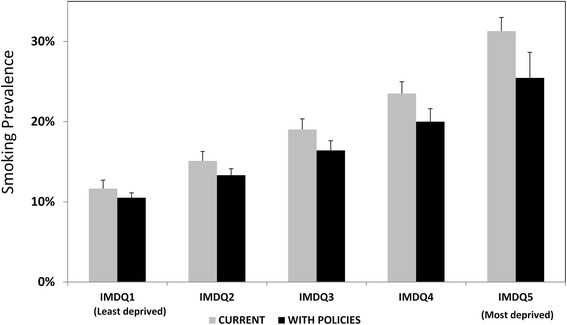 Smoking Prevalence
30%
20%
10%
0%
IMDQ1 IMDQ2 IMDQ3 IMDQ4 IMDQ5
(Least deprived) (Most deprived)
CURRENT WITH POLICIES